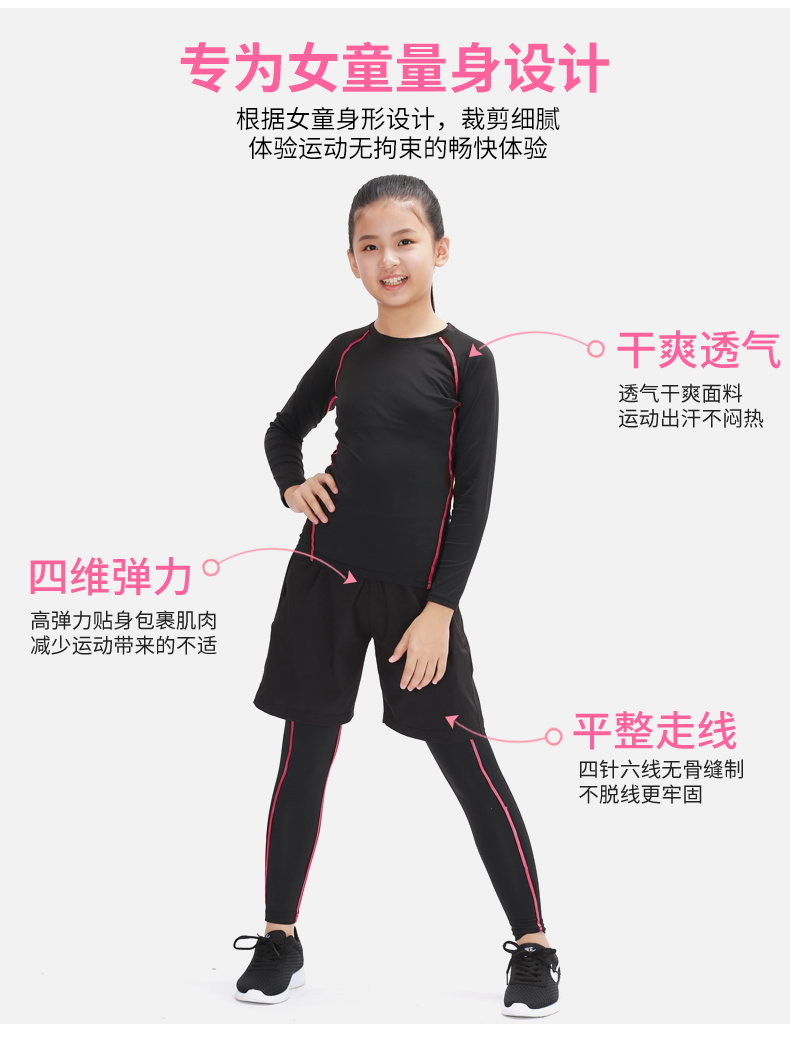 专为女童量身设计
根据女童身形设计，裁剪细腻
体验运动无拘束的畅快体验
干爽透气
透气干爽面料
运动出汗不闷热
四维弹力
高弹力贴身包裹肌肉
减少运动带来的不适
平整走线
四针六线无骨缝制
不脱线更牢固